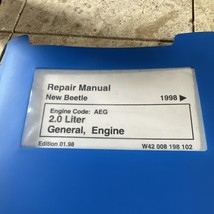 Repair Manual
New Beetle 1998 ▶
Engine Code: AEG
2.0 Liter
General, Engine
Edition 01.98 W42 008 198 102